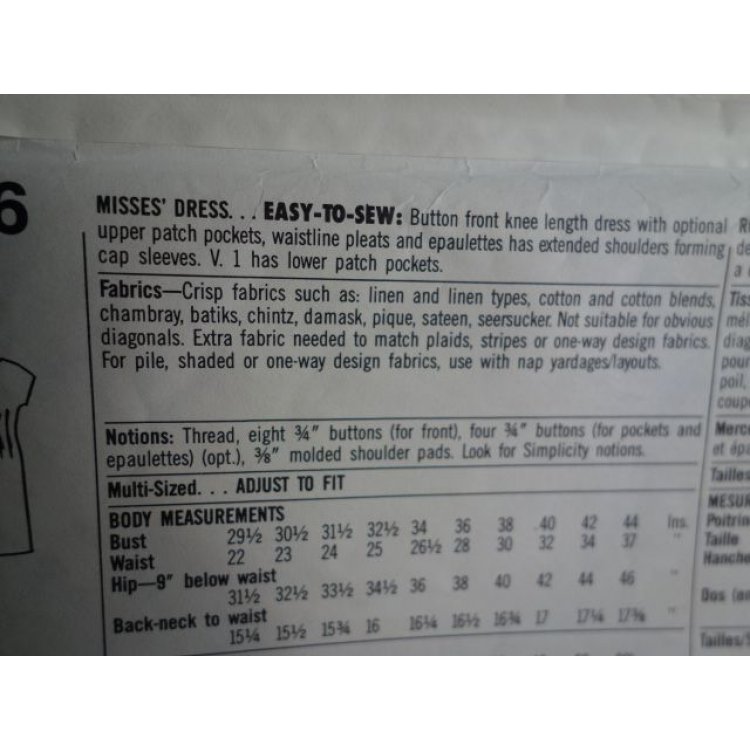 6
MISSES' DRESS. . . EASY-TO-SEW: Button front knee length dress with optional
upper patch pockets, waistline pleats and epaulettes has extended shoulders forming
cap sleeves. V. 1 has lower patch pockets.
Fabrics—Crisp fabrics such as: linen and linen types, cotton and cotton blends,
chambray, batiks, chintz, damask, pique, sateen, seersucker. Not suitable for obvious
diagonals. Extra fabric needed to match plaids, stripes or one-way design fabrics.
For pile, shaded or one-way design fabrics, use with nap yardages/layouts.
Notions: Thread, eight ¾" buttons (for front), four ¾" buttons (for pockets and
epaulettes) (opt.), ⅜" molded shoulder pads. Look for Simplicity notions.
Multi-Sized. . . ADJUST TO FIT
BODY MEASUREMENTS
Bust 29½ 30½ 31½ 32½ 34 36 38 40 42 44 Ins.
Waist 22 23 24 25 26½ 28 30 32 34 37 "
Hip—9" below waist
31½ 32½ 33½ 34½ 36 38 40 42 44 46 "
Back-neck to waist
15¼ 15½ 15¾ 16 16¼ 16½ 16¾ 17 17¼ 17⅜ "
de
a
Tiss
mél
diag
pour
poil,
coup
Merc
et épa
Tailles
MESUR
Poitrin
Taille
Hanche
Dos (en
Tailles/